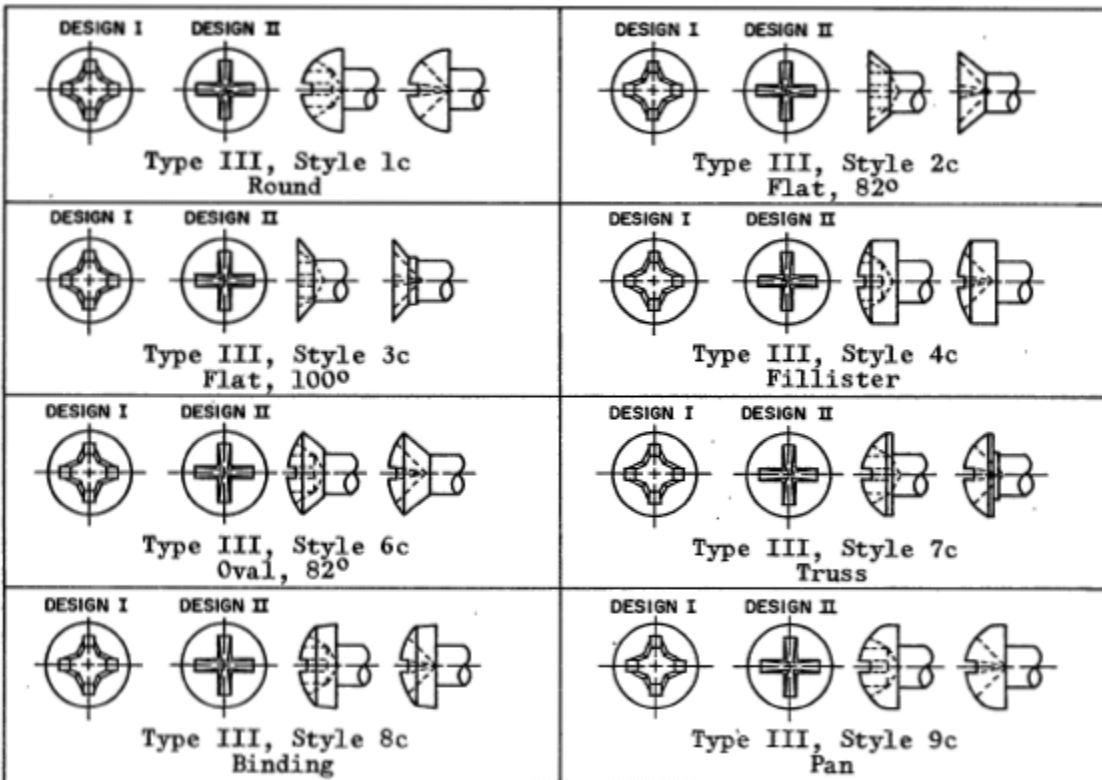 DESIGN I DESIGN II
Type III, Style 1c
Round
DESIGN I DESIGN II
Type III, Style 2c
Flat, 82º
DESIGN I DESIGN II
Type III, Style 3c
Flat, 100º
DESIGN I DESIGN II
Type III, Style 4c
Fillister
DESIGN I DESIGN II
Type III, Style 6c
Oval, 82º
DESIGN I DESIGN II
Type III, Style 7c
Truss
DESIGN I DESIGN II
Type III, Style 8c
Binding
DESIGN I DESIGN II
Type III, Style 9c
Pan